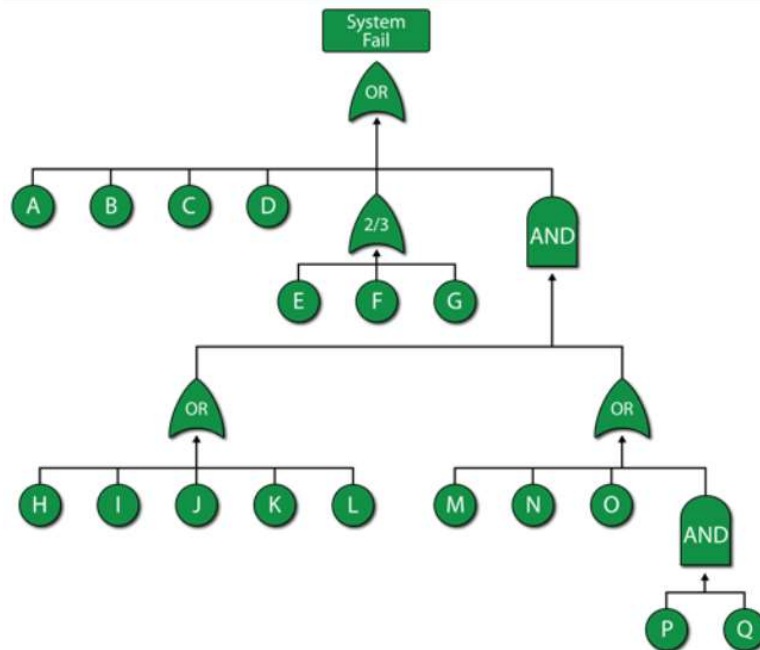 System
Fail
OR
A B C D
2/3
AND
E F G
OR
OR
H I J K L
M N O
AND
P Q